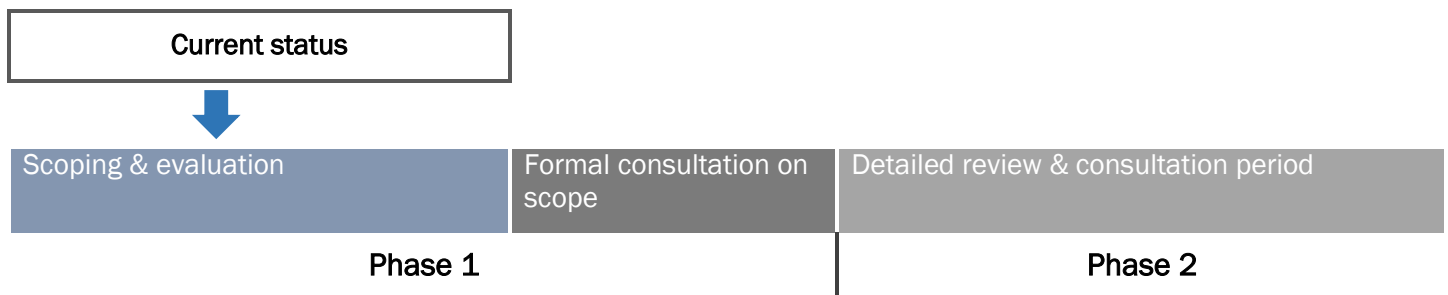 Current status
Scoping & evaluation
Formal consultation on
scope
Detailed review & consultation period
Phase 1
Phase 2